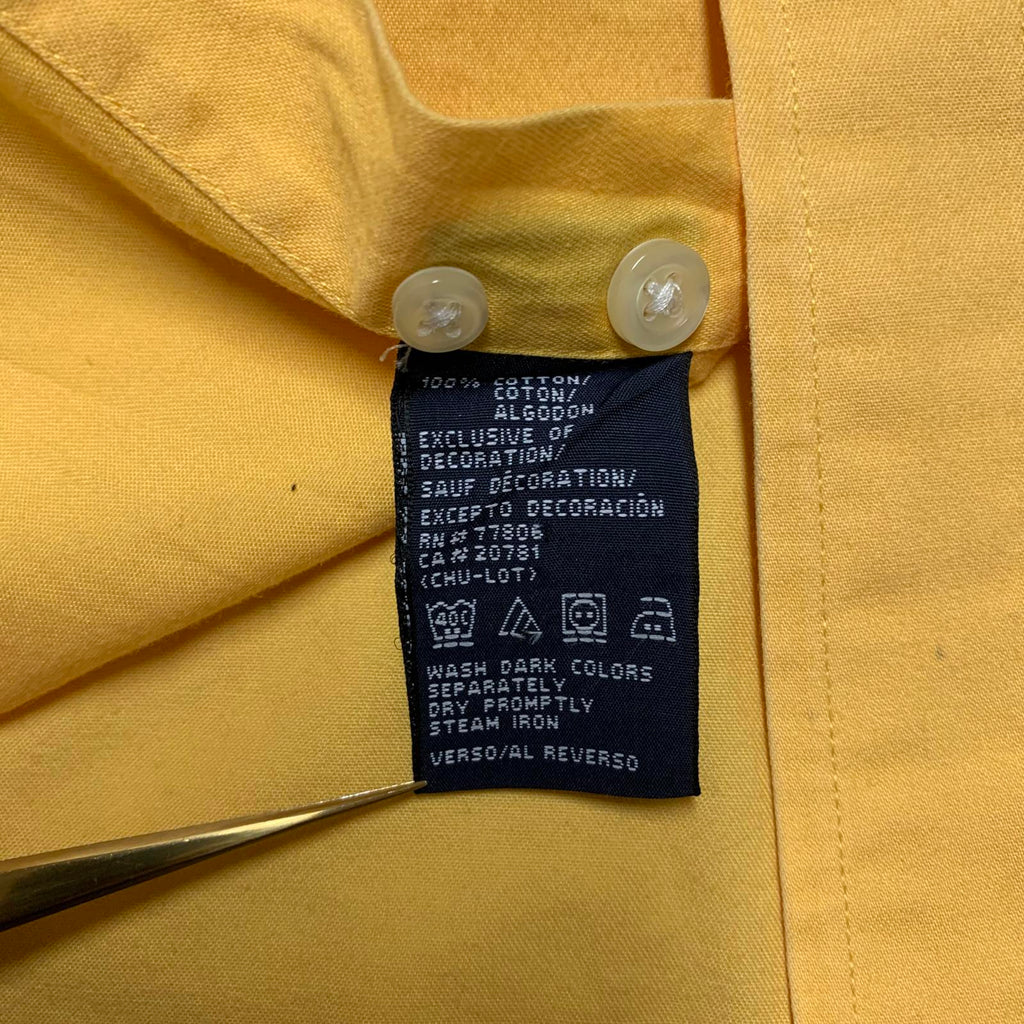 100% COTTON/
COTON/
ALGODON
EXCLUSIVE OF
DECORATION/
SAUF DÉCORATION/
EXCEPTO DECORACIÓN
RN# 77806
CA# 20781
(CHU-LOT)
40C
WASH DARK COLORS
SEPARATELY
DRY PROMPTLY
STEAM IRON
VERSO/AL REVERSO